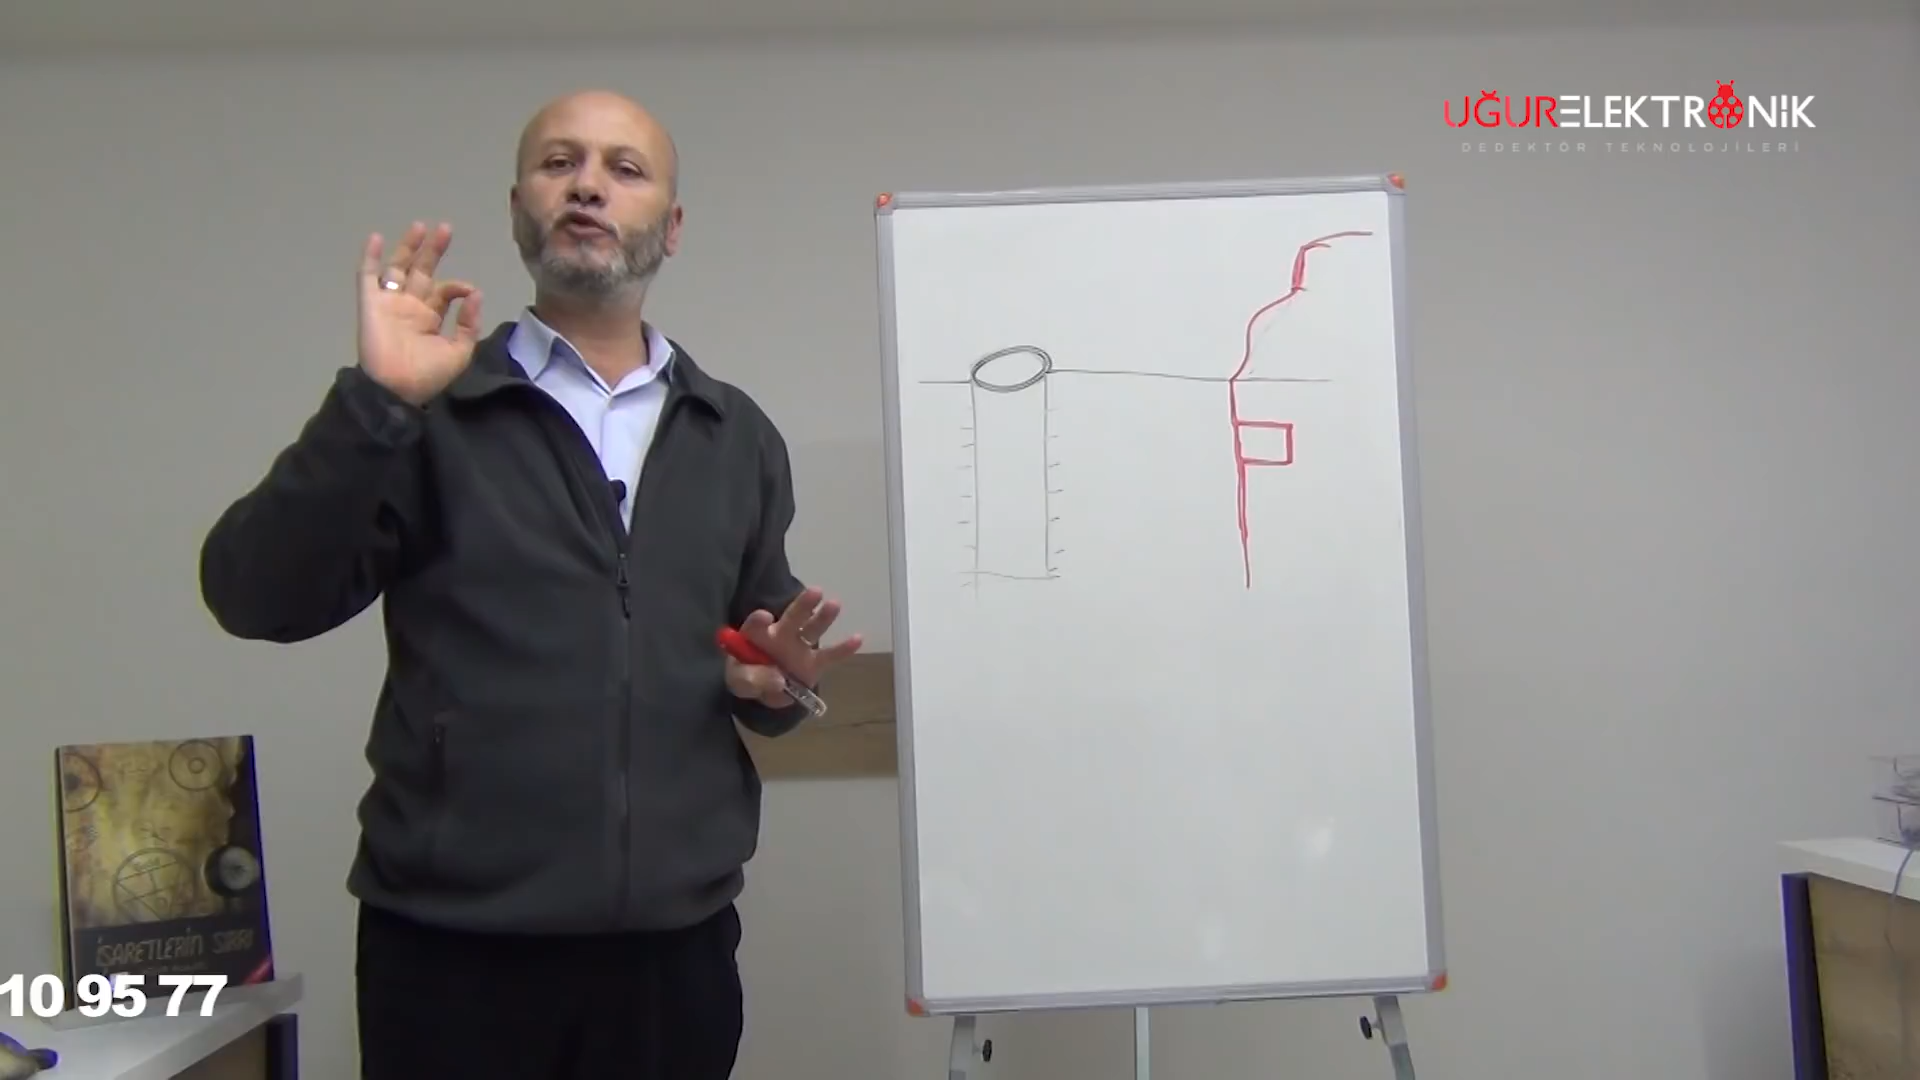 UĞURELEKTRONİK
DEDEKTÖR TEKNOLOJİLERİ
İŞARETLERİN SIRRI
10 95 77